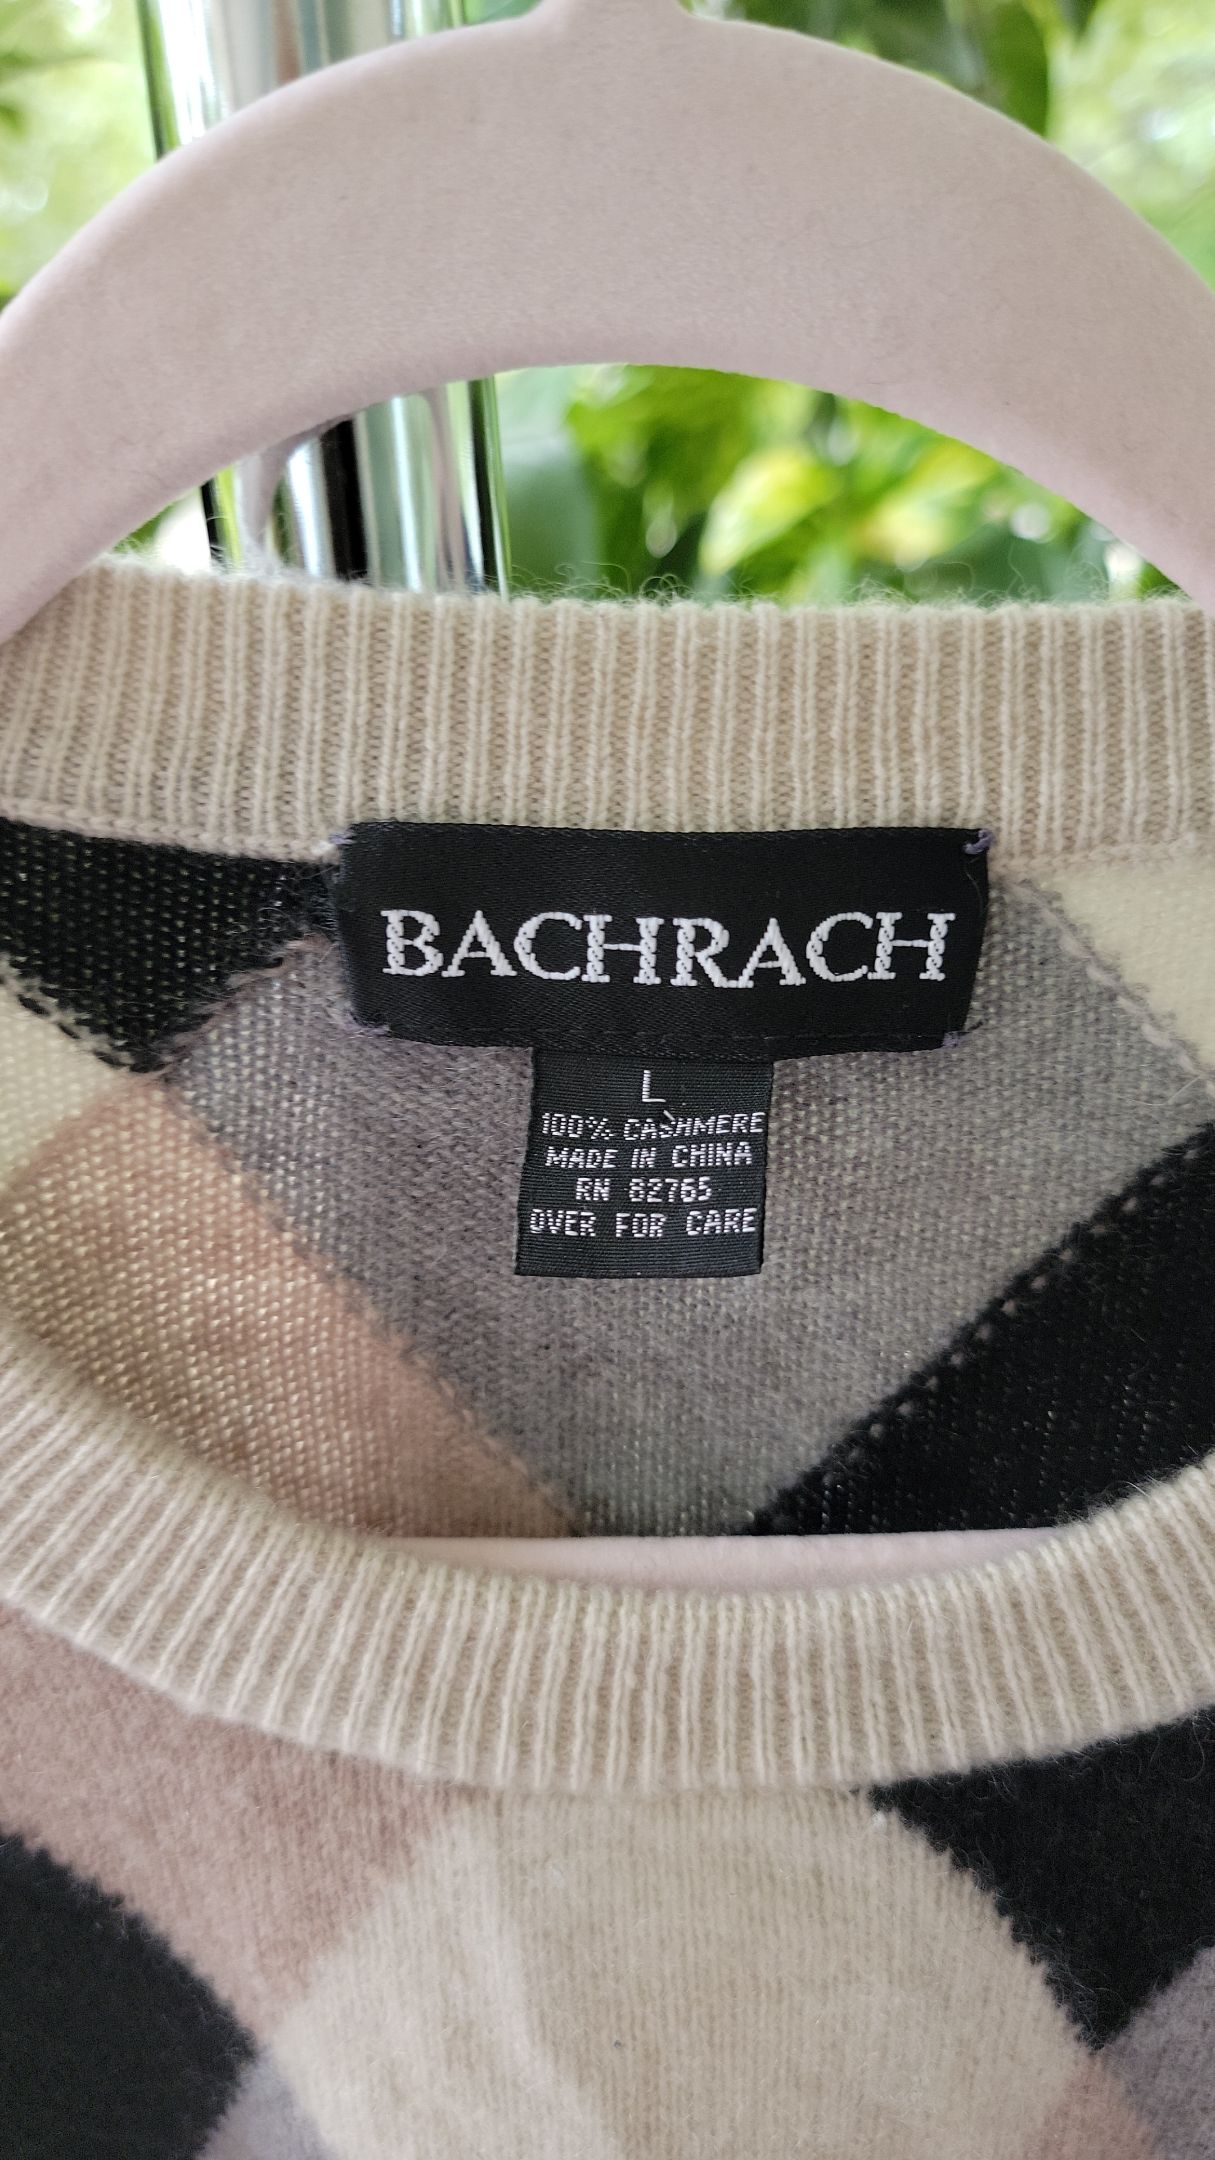 BACHRACH
L
100% CASHMERE
MADE IN CHINA
RN 82765
OVER FOR CARE